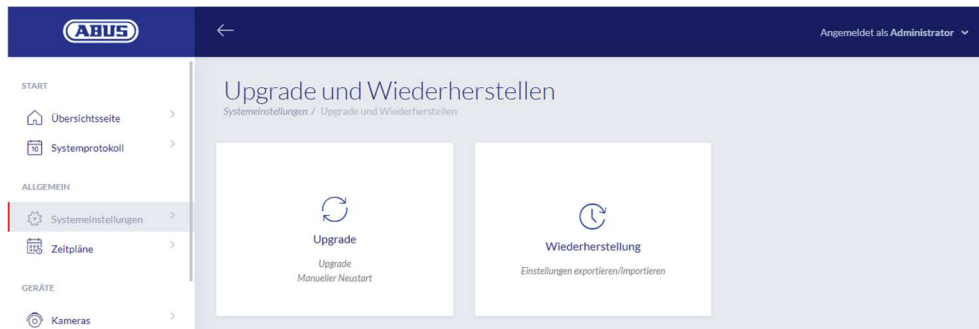 ABUS
Angemeldet als Administrator
START
Übersichtsseite
10
Systemprotokoll
ALLGEMEIN
Systemeinstellungen
Zeitpläne
GERÄTE
Kameras
Upgrade und Wiederherstellen
Systemeinstellungen / Upgrade und Wiederherstellen
Upgrade
Upgrade
Manueller Neustart
Wiederherstellung
Einstellungen exportieren/importieren